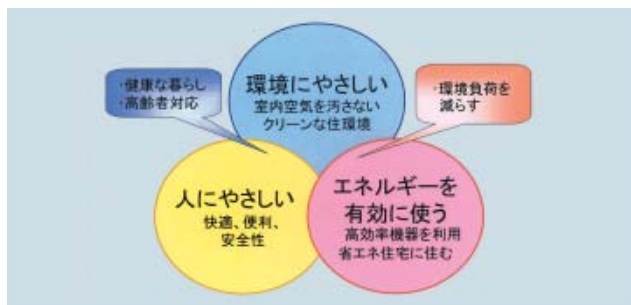 ・健康な暮らし
・高齢者対応
環境にやさしい
室内空気を汚さない
クリーンな住環境
・環境負荷を
減らす
人にやさしい
快適、便利、
安全性
エネルギーを
有効に使う
高効率機器を利用
省エネ住宅に住む